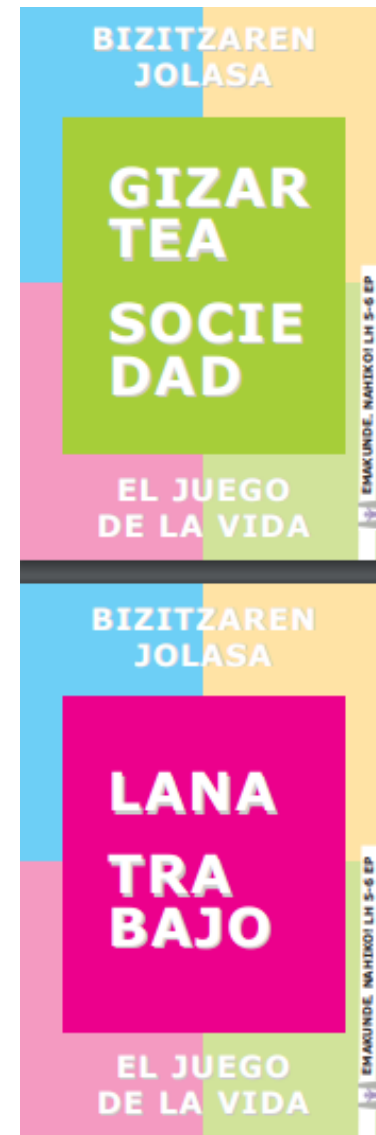 BIZITZAREN
JOLASA
GIZAR
TEA
SOCIE
DAD
EL JUEGO
DE LA VIDA
EMAKUNDE. NAHIKO! LH 5-6 EP
BIZITZAREN
JOLASA
LANA
TRA
BAJO
EL JUEGO
DE LA VIDA
EMAKUNDE. NAHIKO! LH 5-6 EP